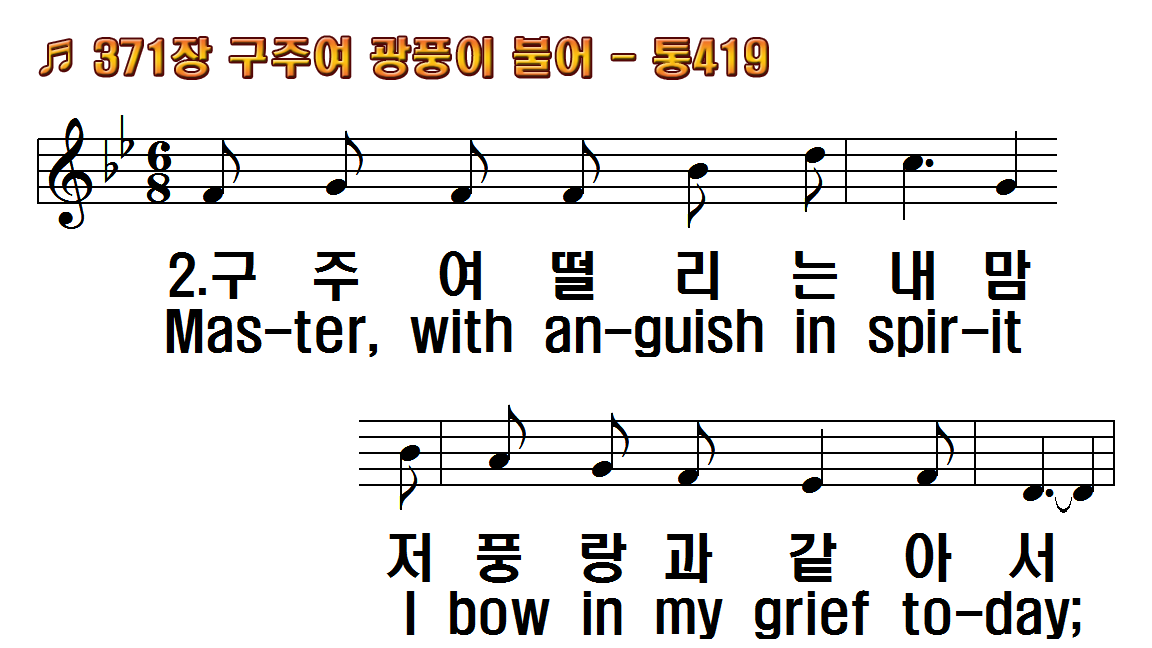 ♬ 371장 구주여 광풍이 불어 - 통419
6
8
2.구 주 여 떨 리 는 내 맘
Mas-ter, with an-guish in spir-it
저 풍 랑 과 같 아 서
I bow in my grief to-day;